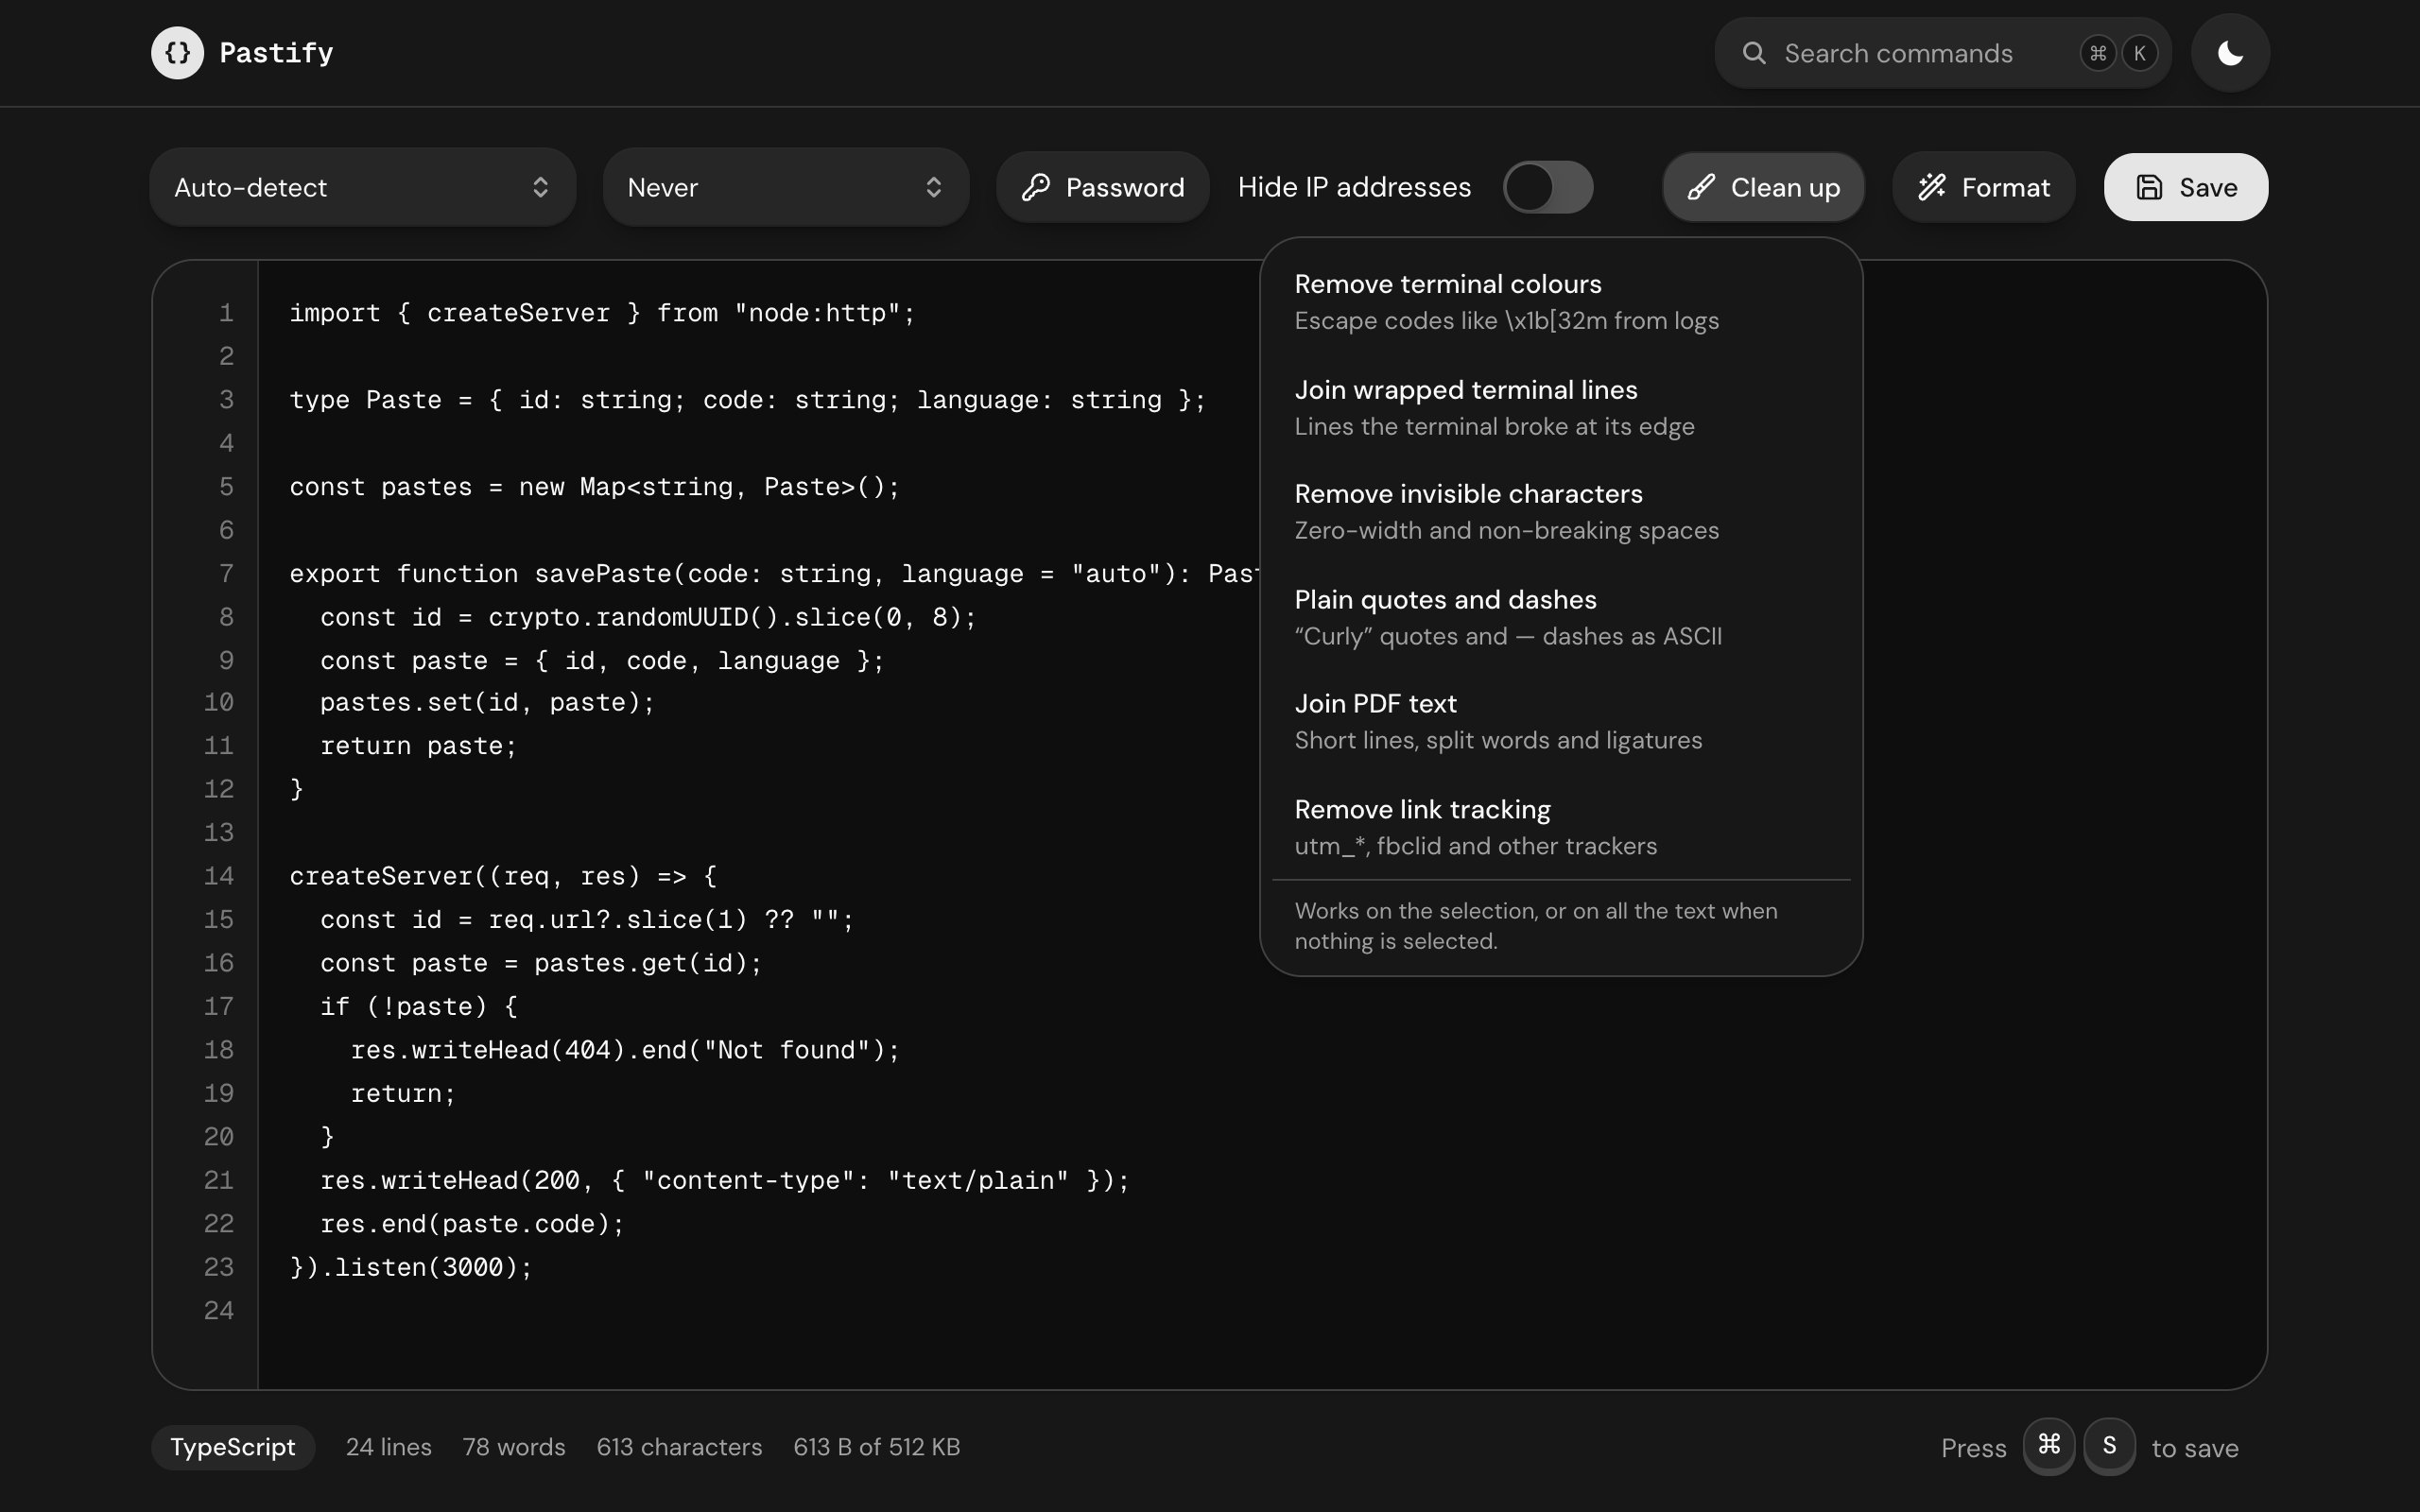 {} Pastify
Search commands ⌘ K
Auto-detect
Never
Password
Hide IP addresses
Clean up
Format
Save
Remove terminal colours
Escape codes like \x1b[32m from logs
Join wrapped terminal lines
Lines the terminal broke at its edge
Remove invisible characters
Zero-width and non-breaking spaces
Plain quotes and dashes
“Curly” quotes and — dashes as ASCII
Join PDF text
Short lines, split words and ligatures
Remove link tracking
utm_*, fbclid and other trackers
Works on the selection, or on all the text when
nothing is selected.
1 import { createServer } from "node:http";
2
3 type Paste = { id: string; code: string; language: string };
4
5 const pastes = new Map<string, Paste>();
6
7 export function savePaste(code: string, language = "auto"): Past
8   const id = crypto.randomUUID().slice(0, 8);
9   const paste = { id, code, language };
10   pastes.set(id, paste);
11   return paste;
12 }
13
14 createServer((req, res) => {
15   const id = req.url?.slice(1) ?? "";
16   const paste = pastes.get(id);
17   if (!paste) {
18     res.writeHead(404).end("Not found");
19     return;
20   }
21   res.writeHead(200, { "content-type": "text/plain" });
22   res.end(paste.code);
23 }).listen(3000);
24
TypeScript 24 lines 78 words 613 characters 613 B of 512 KB
Press ⌘ S to save